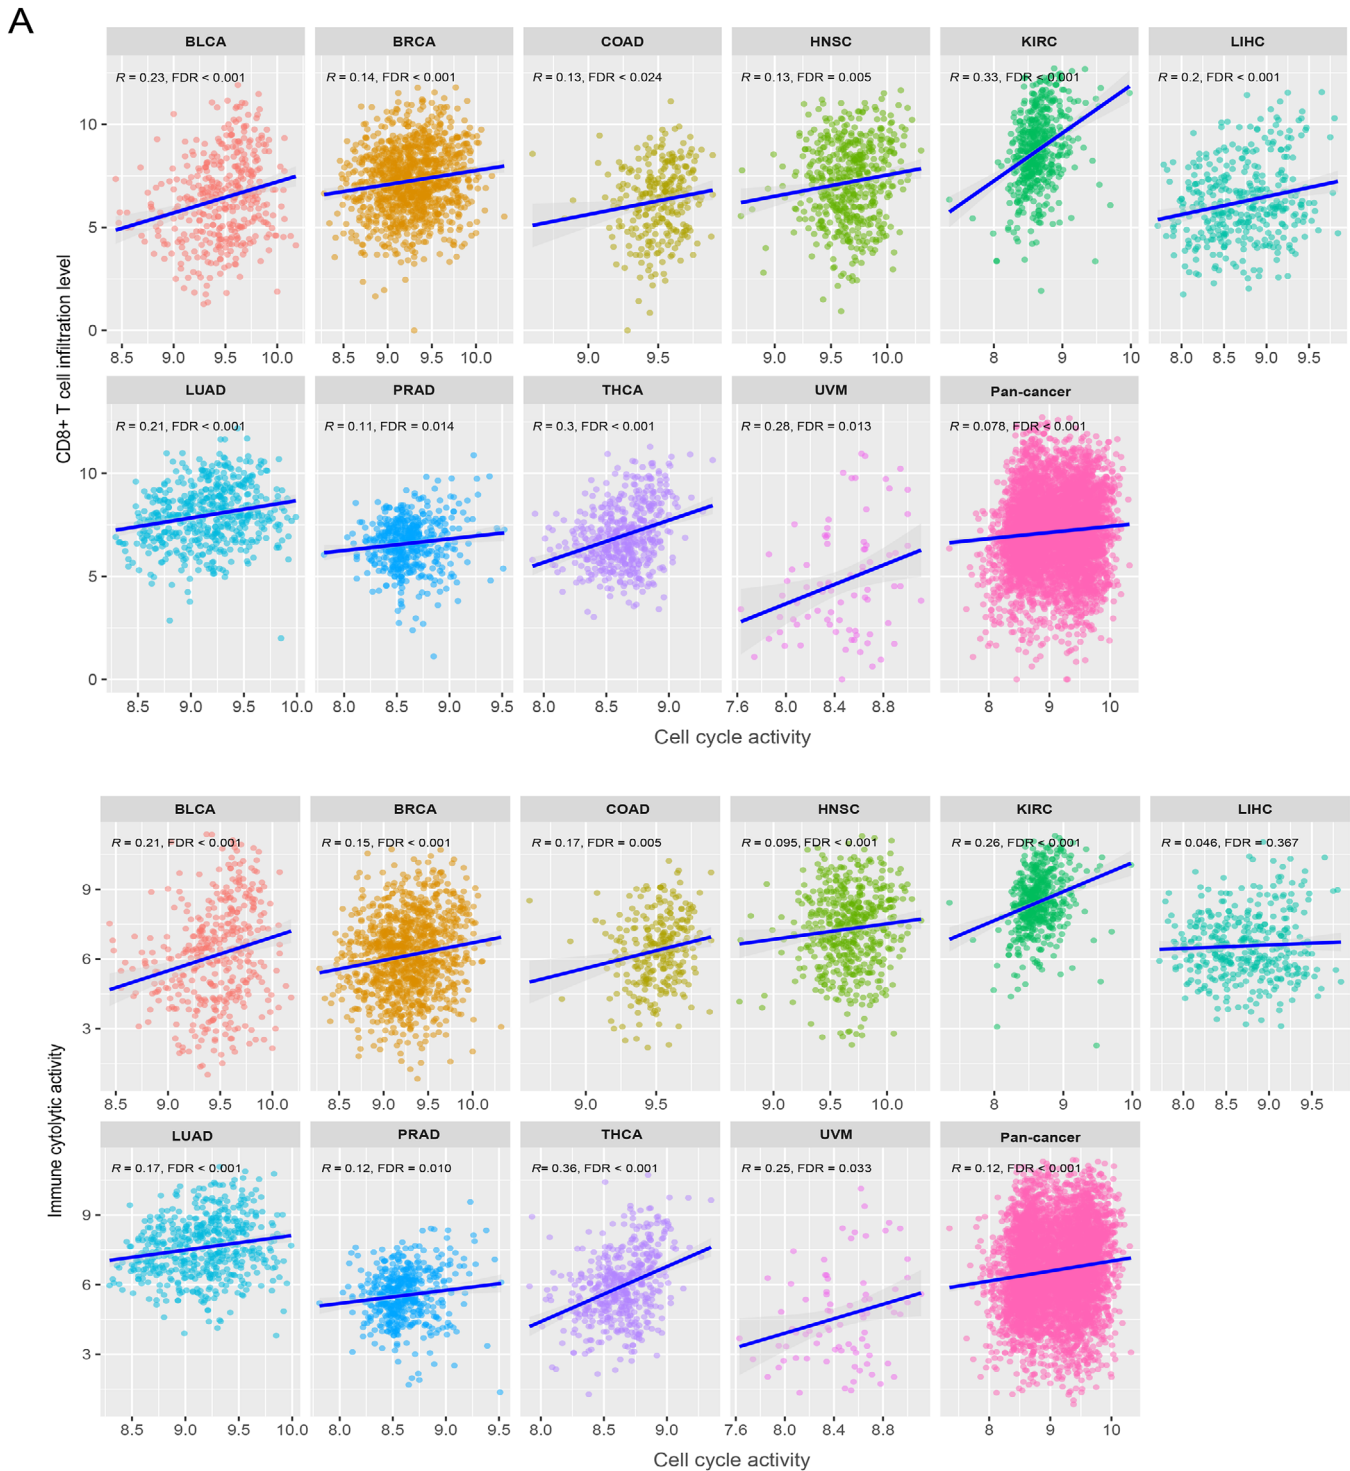 A
BLCA BRCA COAD HNSC KIRC LIHC
R = 0.23, FDR < 0.001 R = 0.14, FDR < 0.001 R = 0.13, FDR < 0.024 R = 0.13, FDR = 0.005 R = 0.33, FDR < 0.001 R = 0.2, FDR < 0.001
10
5
0
8.5 9.0 9.5 10.0 8.5 9.0 9.5 10.0 9.0 9.5 9.0 9.5 10.0 8 9 10 8.0 8.5 9.0 9.5
CD8+ T cell infiltration level
LUAD PRAD THCA UVM Pan-cancer
R = 0.21, FDR < 0.001 R = 0.11, FDR = 0.014 R = 0.3, FDR < 0.001 R = 0.28, FDR = 0.013 R = 0.078, FDR < 0.001
10
5
0
8.5 9.0 9.5 10.0 8.0 8.5 9.0 9.5 8.0 8.5 9.0 7.6 8.0 8.4 8.8 8 9 10
Cell cycle activity
BLCA BRCA COAD HNSC KIRC LIHC
R = 0.21, FDR < 0.001 R = 0.15, FDR < 0.001 R = 0.17, FDR = 0.005 R = 0.095, FDR < 0.001 R = 0.26, FDR < 0.001 R = 0.046, FDR = 0.367
9
6
3
8.5 9.0 9.5 10.0 8.5 9.0 9.5 10.0 9.0 9.5 9.0 9.5 10.0 8 9 10 8.0 8.5 9.0 9.5
Immune cytolytic activity
LUAD PRAD THCA UVM Pan-cancer
R = 0.17, FDR < 0.001 R = 0.12, FDR = 0.010 R= 0.36, FDR < 0.001 R = 0.25, FDR = 0.033 R = 0.12, FDR < 0.001
9
6
3
8.5 9.0 9.5 10.0 8.0 8.5 9.0 9.5 8.0 8.5 9.0 7.6 8.0 8.4 8.8 8 9 10
Cell cycle activity